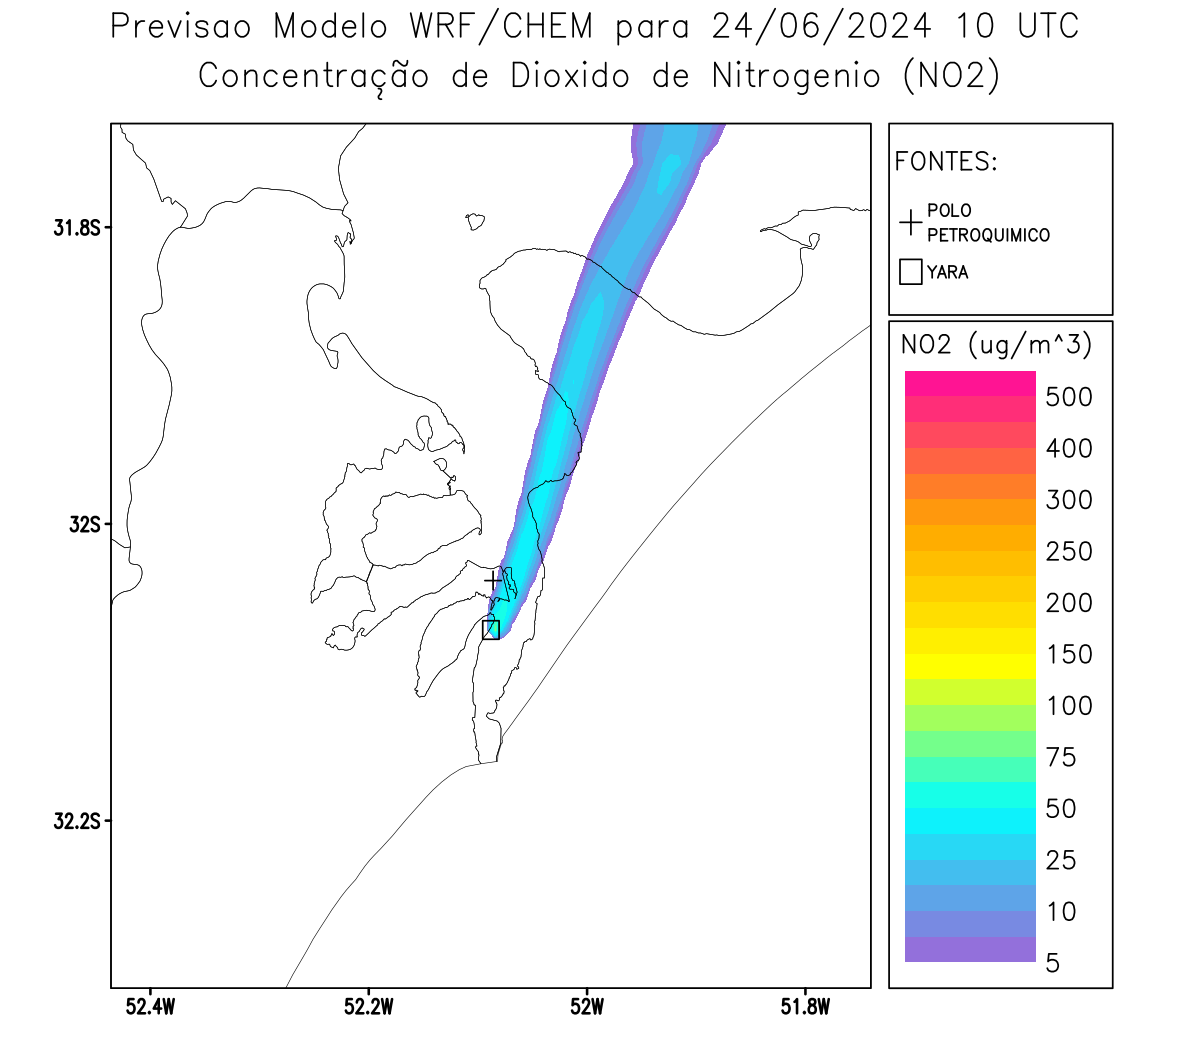 Previsao Modelo WRF/CHEM para 24/06/2024 10 UTC
Concentração de Dioxido de Nitrogenio (NO2)
FONTES:
POLO
PETROQUIMICO
YARA
NO2 (ug/m^3)
500
400
300
250
200
150
100
75
50
25
10
5
31.8S
32S
32.2S
52.4W
52.2W
52W
51.8W